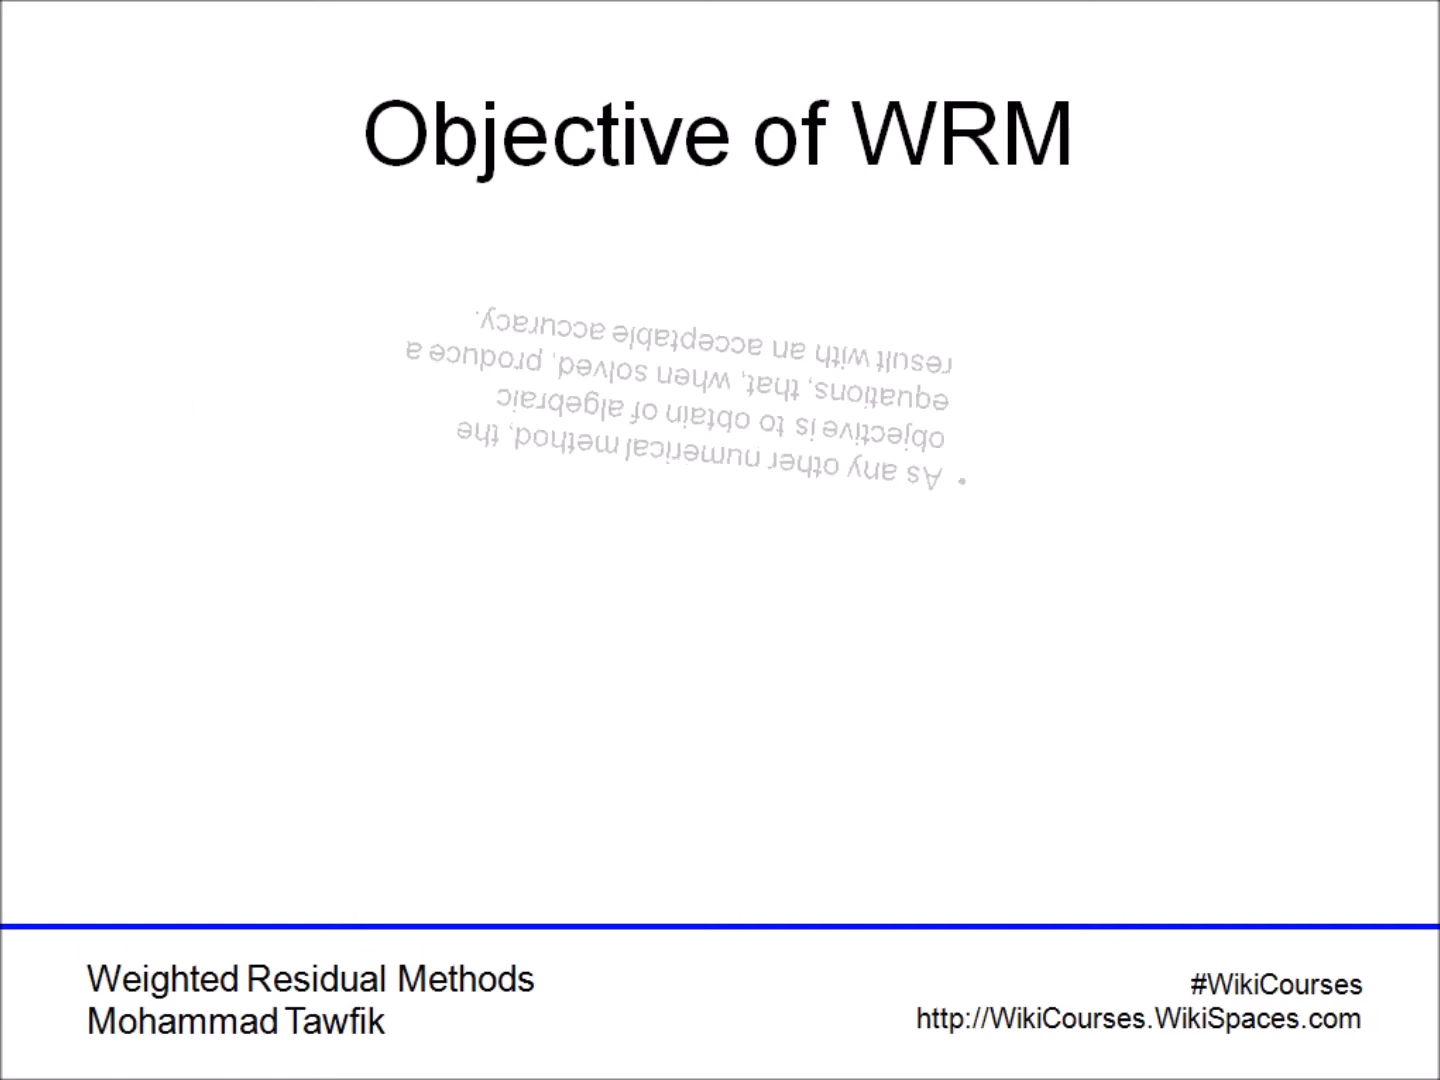 Objective of WRM
• As any other numerical method, the
objective is to obtain of algebraic
equations, that, when solved, produce a
result with an acceptable accuracy.
Weighted Residual Methods
Mohammad Tawfik
#WikiCourses
http://WikiCourses.WikiSpaces.com